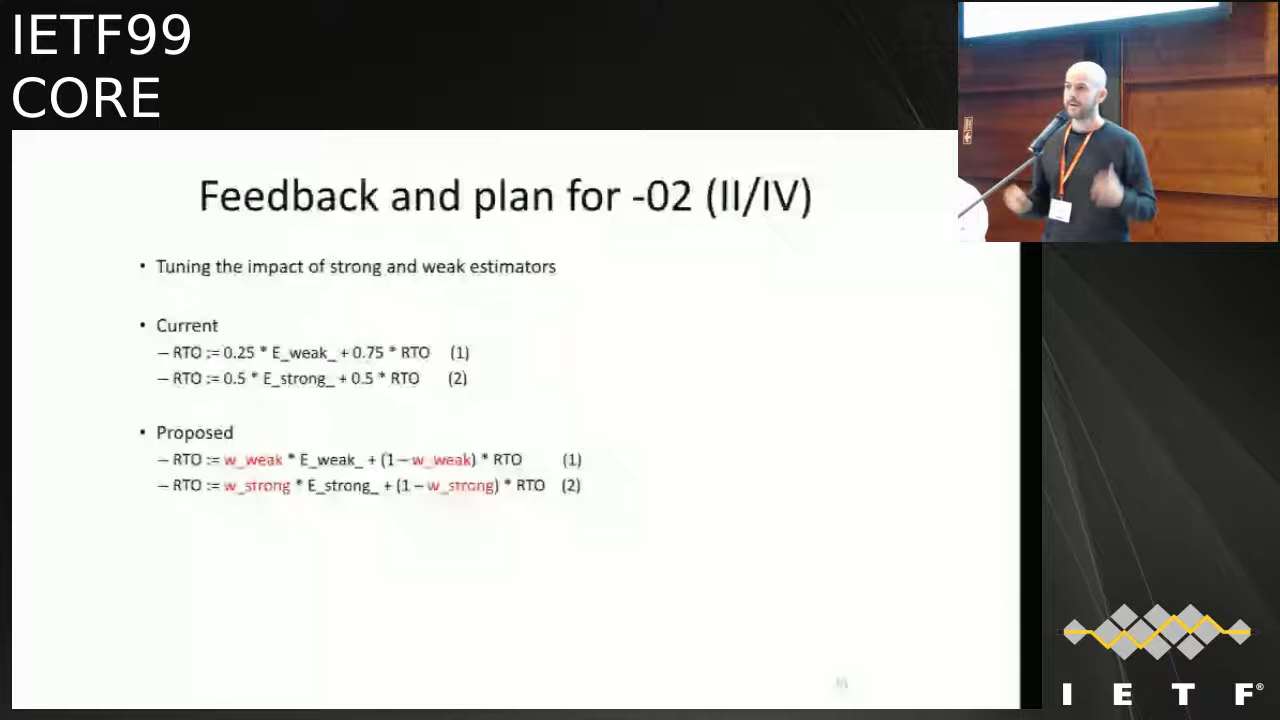 IETF99
CORE
Feedback and plan for -02 (II/IV)
• Tuning the impact of strong and weak estimators
• Current
– RTO := 0.25 * E_weak_ + 0.75 * RTO (1)
– RTO := 0.5 * E_strong_ + 0.5 * RTO (2)
• Proposed
– RTO := w_weak * E_weak_ + (1 – w_weak) * RTO (1)
– RTO := w_strong * E_strong_ + (1 – w_strong) * RTO (2)
I E T F®